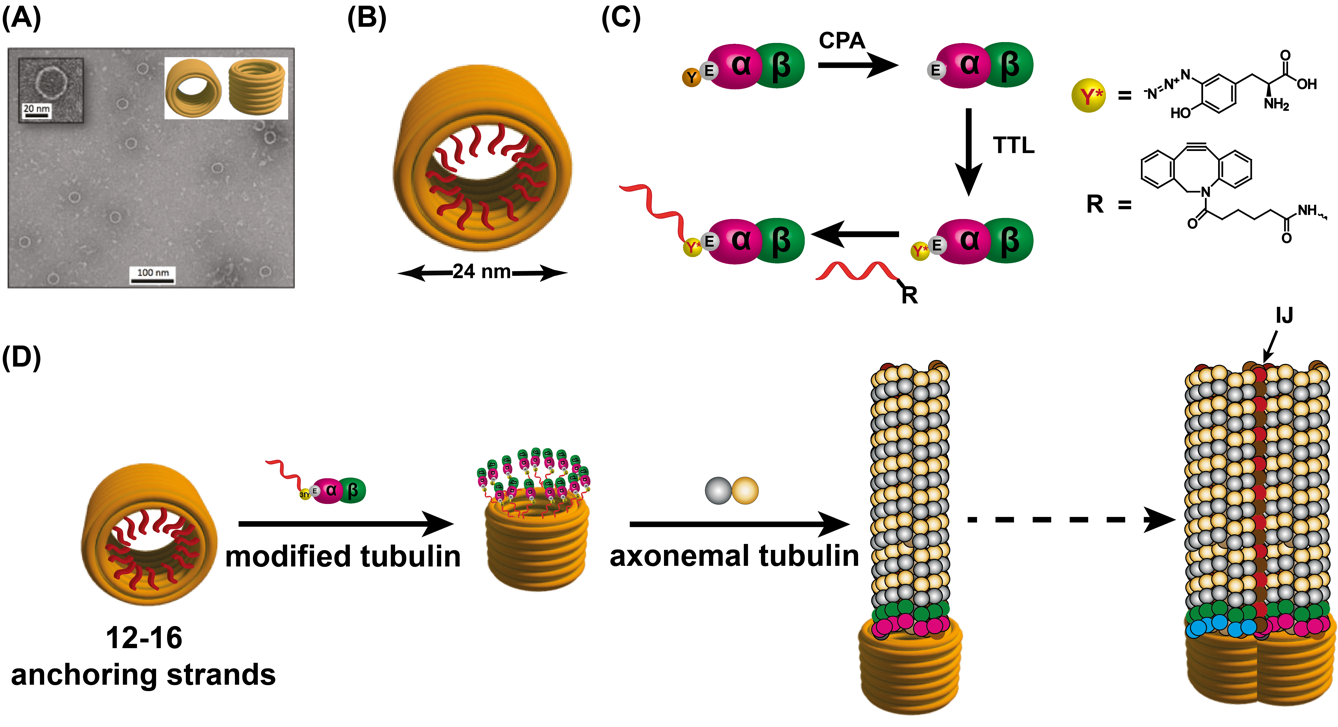 (A)
20 nm
100 nm
(B)
24 nm
(C)
Y E α β
CPA
E α β
TTL
Y* E α β
Y* E α β
R
Y* =
-N=N+=N
HO
O
OH
NH2
R =
N
O
O
NH
(D)
12-16
anchoring strands
E α β
modified tubulin
axonemal tubulin
IJ